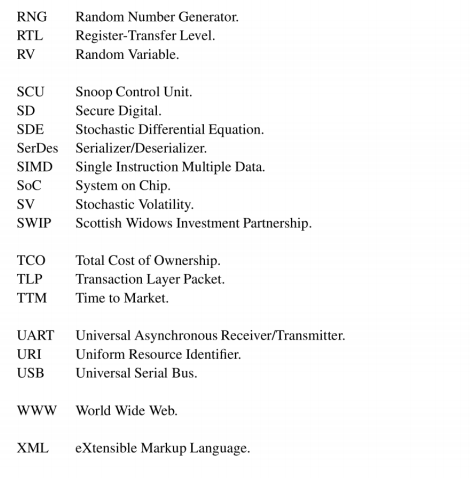 RNG Random Number Generator.
RTL Register-Transfer Level.
RV Random Variable.
SCU Snoop Control Unit.
SD Secure Digital.
SDE Stochastic Differential Equation.
SerDes Serializer/Deserializer.
SIMD Single Instruction Multiple Data.
SoC System on Chip.
SV Stochastic Volatility.
SWIP Scottish Widows Investment Partnership.
TCO Total Cost of Ownership.
TLP Transaction Layer Packet.
TTM Time to Market.
UART Universal Asynchronous Receiver/Transmitter.
URI Uniform Resource Identifier.
USB Universal Serial Bus.
WWW World Wide Web.
XML eXtensible Markup Language.